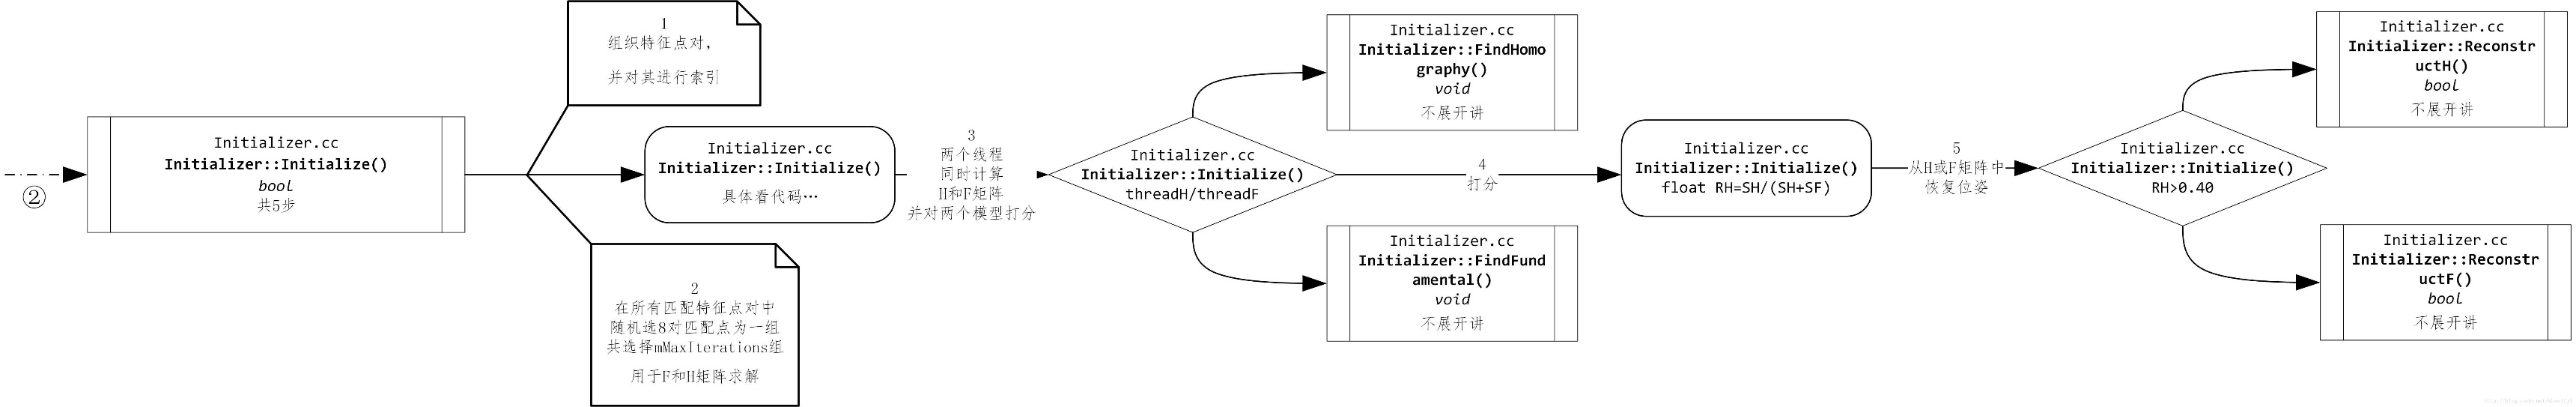 ②
Initializer.cc
Initializer::Initialize()
bool
共5步
1
组织特征点对,
并对其进行索引
Initializer.cc
Initializer::Initialize()
具体看代码…
2
在所有匹配特征点对中
随机选8对匹配点为一组
共选择mMaxIterations组
用于F和H矩阵求解
3
两个线程
同时计算
H和F矩阵
并对两个模型打分
Initializer.cc
Initializer::Initialize()
threadH/threadF
Initializer.cc
Initializer::FindHomo
graphy()
void
不展开讲
Initializer.cc
Initializer::FindFund
amental()
void
不展开讲
4
打分
Initializer.cc
Initializer::Initialize()
float RH=SH/(SH+SF)
5
从H或F矩阵中
恢复位姿
Initializer.cc
Initializer::Initialize()
RH>0.40
Initializer.cc
Initializer::Reconstr
uctH()
bool
不展开讲
Initializer.cc
Initializer::Reconstr
uctF()
bool
不展开讲